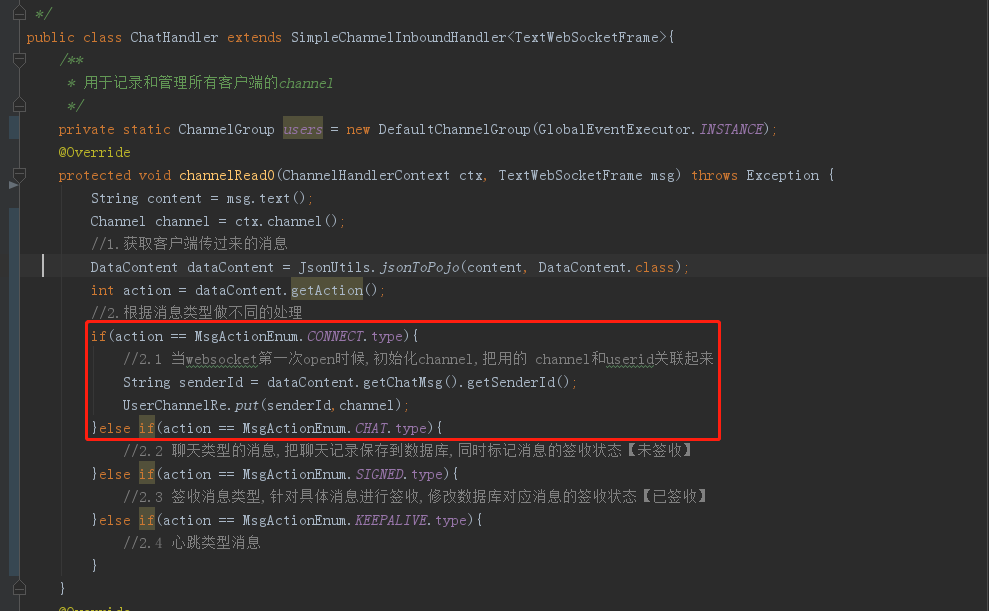 */
public class ChatHandler extends SimpleChannelInboundHandler<TextWebSocketFrame>{
/**
* 用于记录和管理所有客户端的channel
*/
private static ChannelGroup users = new DefaultChannelGroup(GlobalEventExecutor.INSTANCE);
@Override
protected void channelRead0(ChannelHandlerContext ctx, TextWebSocketFrame msg) throws Exception {
String content = msg.text();
Channel channel = ctx.channel();
//1.获取客户端传过来的消息
DataContent dataContent = JsonUtils.jsonToPojo(content, DataContent.class);
int action = dataContent.getAction();
//2.根据消息类型做不同的处理
if(action == MsgActionEnum.CONNECT.type){
//2.1 当websocket第一次open时候,初始化channel,把用的 channel和userid关联起来
String senderId = dataContent.getChatMsg().getSenderId();
UserChannelRe.put(senderId,channel);
}else if(action == MsgActionEnum.CHAT.type){
//2.2 聊天类型的消息,把聊天记录保存到数据库,同时标记消息的签收状态【未签收】
}else if(action == MsgActionEnum.SIGNED.type){
//2.3 签收消息类型,针对具体消息进行签收,修改数据库对应消息的签收状态【已签收】
}else if(action == MsgActionEnum.KEEPALIVE.type){
//2.4 心跳类型消息
}
}
@Override